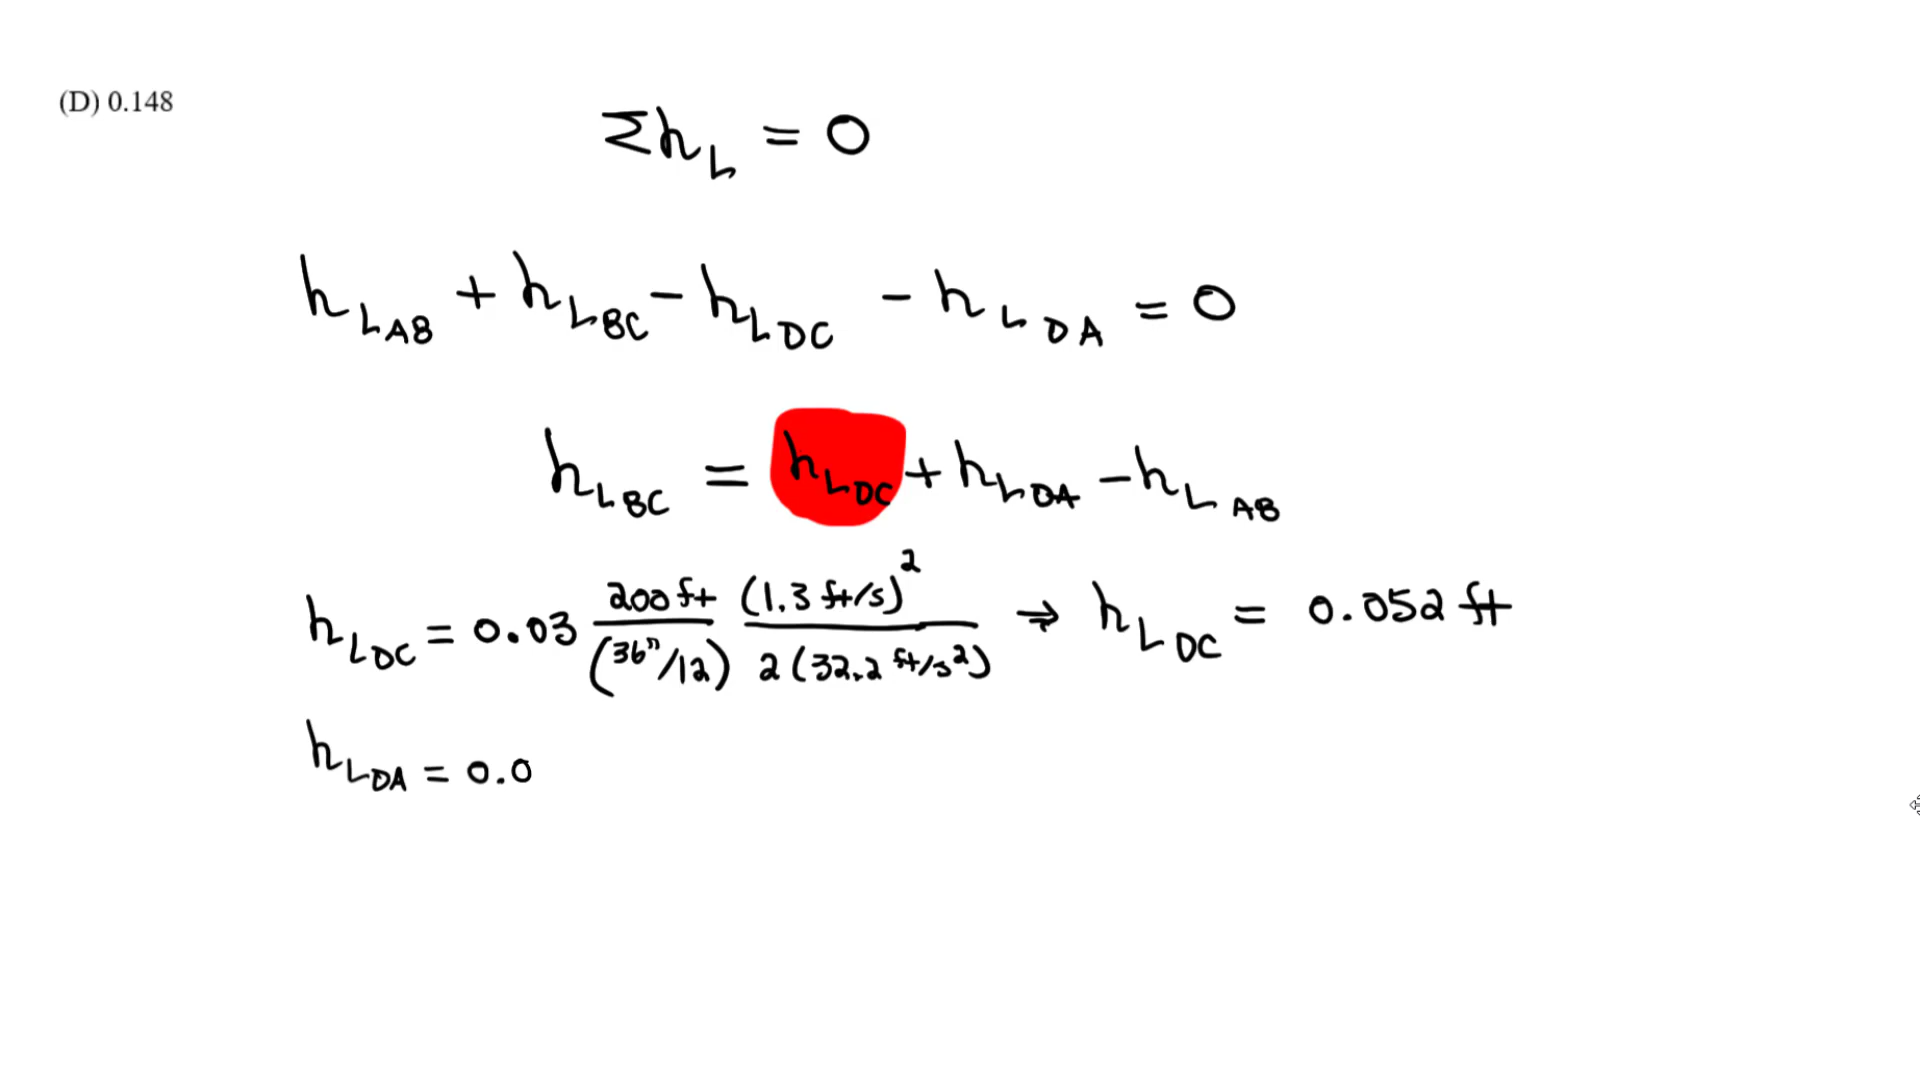 (D) 0.148
Σh_L = 0
h_LAB + h_LBC - h_LDC - h_LDA = 0
h_LBC = h_LDC + h_LDA - h_LAB
h_LDC = 0.03 200 ft/(36"/12) (1.3 ft/s)²/2(32.2 ft/s²) ⇒ h_LDC = 0.052 ft
h_LDA = 0.0